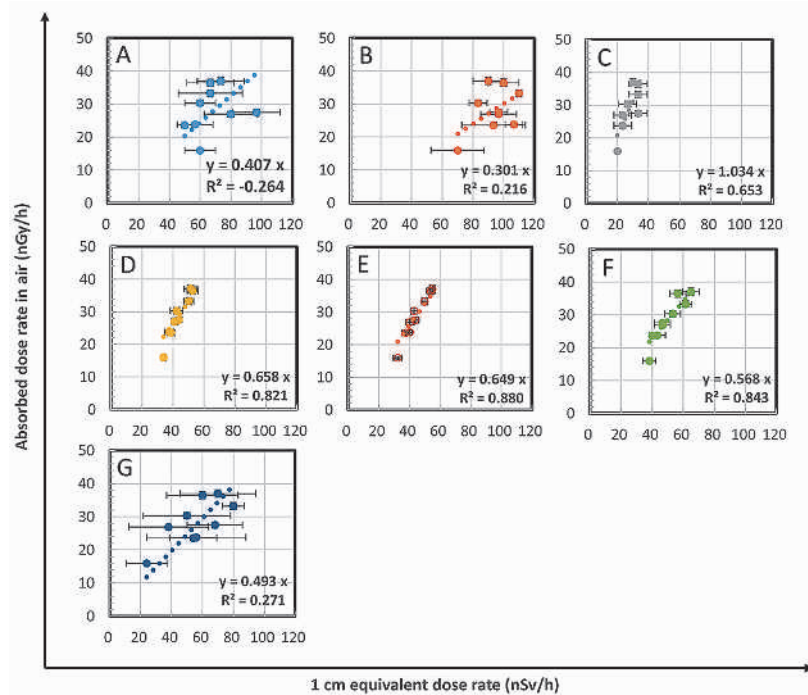 A
50
40
30
20
10
0
y = 0.407 x
R² = -0.264
0 20 40 60 80 100 120
B
50
40
30
20
10
0
y = 0.301 x
R² = 0.216
0 20 40 60 80 100 120
C
50
40
30
20
10
0
y = 1.034 x
R² = 0.653
0 20 40 60 80 100 120
Absorbed dose rate in air (nGy/h)
D
50
40
30
20
10
0
y = 0.658 x
R² = 0.821
0 20 40 60 80 100 120
E
50
40
30
20
10
0
y = 0.649 x
R² = 0.880
0 20 40 60 80 100 120
F
50
40
30
20
10
0
y = 0.568 x
R² = 0.843
0 20 40 60 80 100 120
G
50
40
30
20
10
0
y = 0.493 x
R² = 0.271
0 20 40 60 80 100 120
1 cm equivalent dose rate (nSv/h)